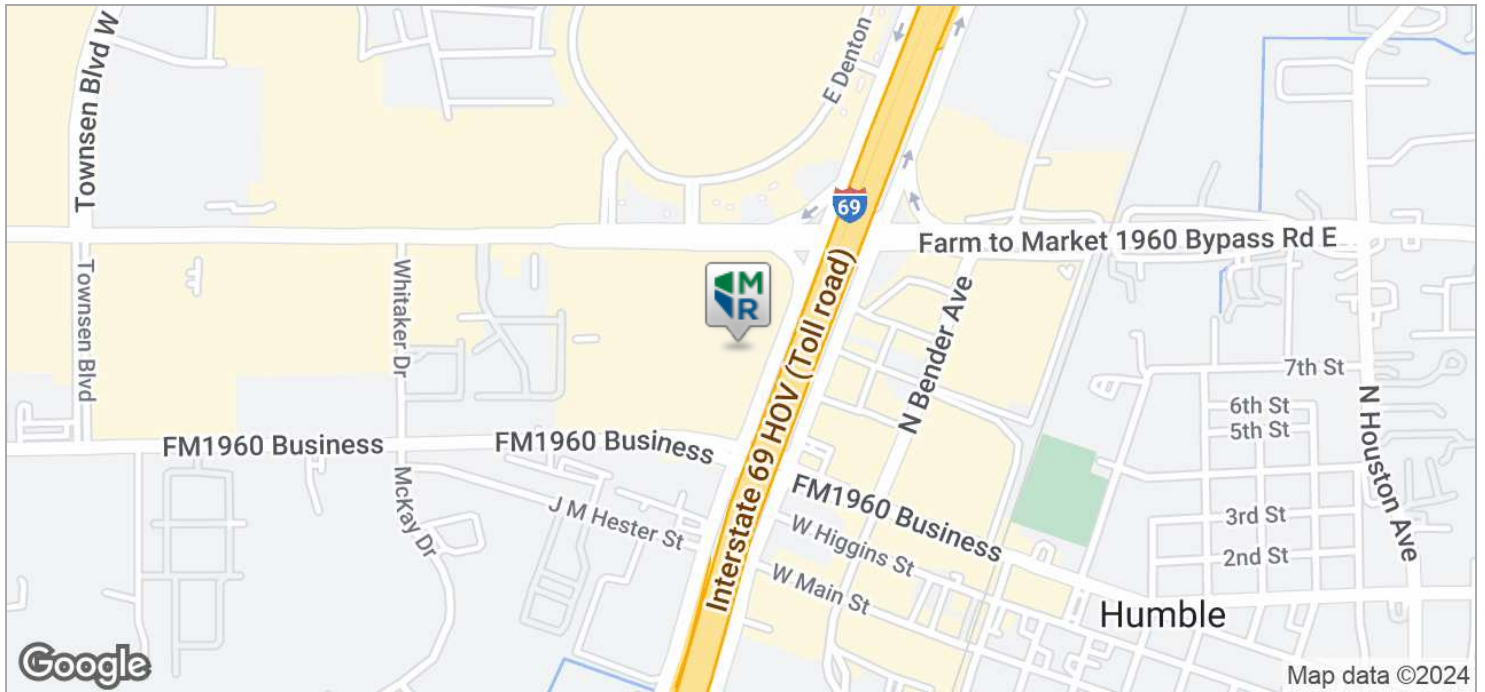 Townsen Blvd W
E Denton
69
Farm to Market 1960 Bypass Rd E
Townsen Blvd
Whitaker Dr
M
R
Interstate 69 HOV (Toll road)
N Bender Ave
7th St
6th St
5th St
N Houston Ave
FM1960 Business
FM1960 Business
McKay Dr
J M Hester St
FM1960 Business
W Higgins St
3rd St
2nd St
W Main St
Humble
Google
Map data ©2024